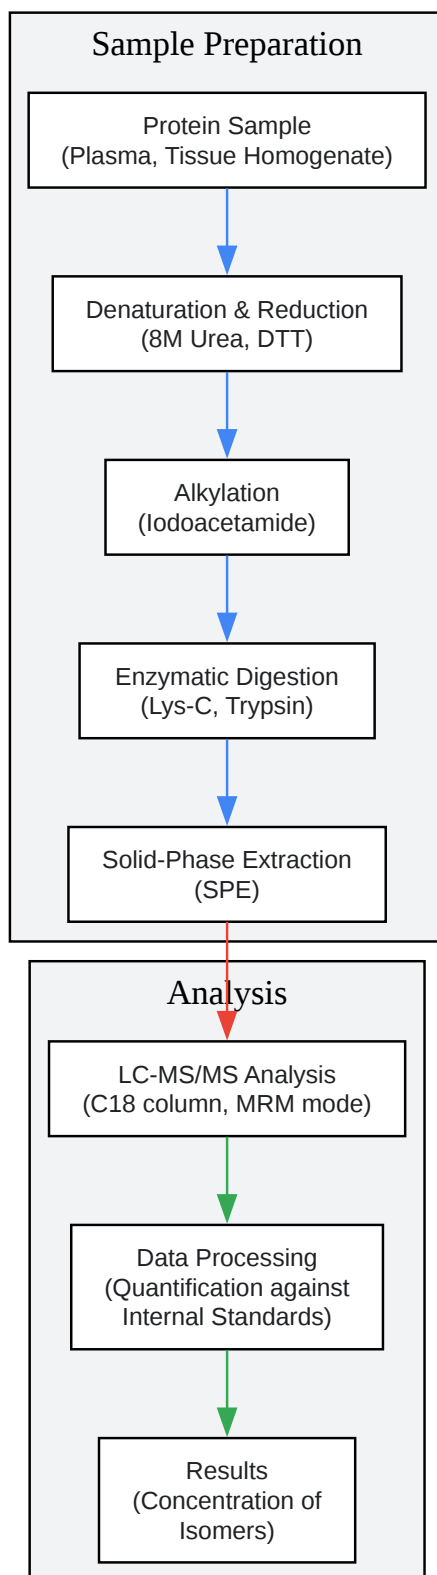 Sample Preparation
Protein Sample
(Plasma, Tissue Homogenate)
Denaturation & Reduction
(8M Urea, DTT)
Alkylation
(Iodoacetamide)
Enzymatic Digestion
(Lys-C, Trypsin)
Solid-Phase Extraction
(SPE)
Analysis
LC-MS/MS Analysis
(C18 column, MRM mode)
Data Processing
(Quantification against
Internal Standards)
Results
(Concentration of
Isomers)